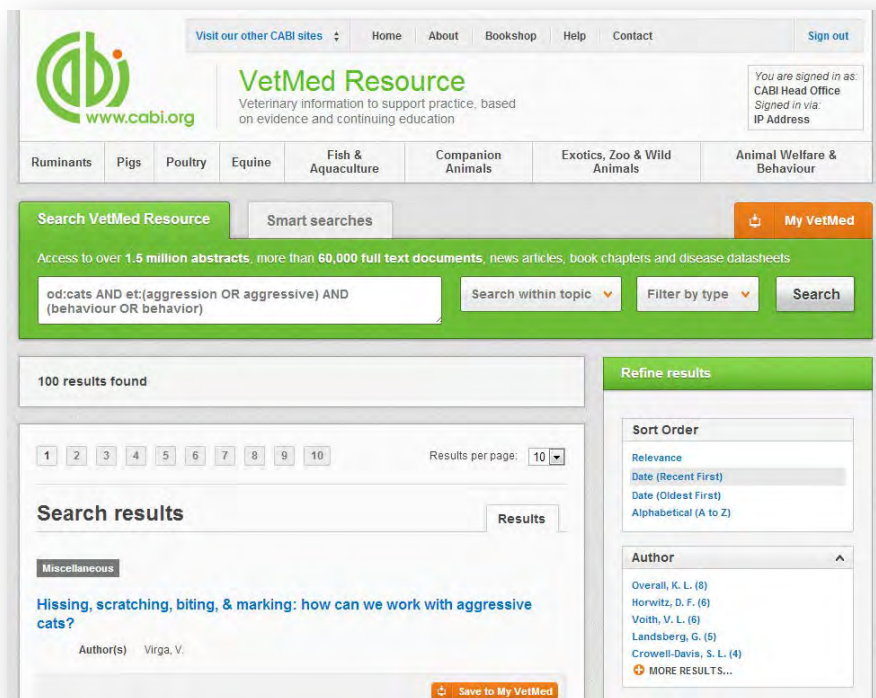 Visit our other CABI sites
Home
About
Bookshop
Help
Contact
Sign out
cabi
www.cabi.org
VetMed Resource
Veterinary information to support practice, based
on evidence and continuing education
You are signed in as:
CABI Head Office
Signed in via:
IP Address
Ruminants
Pigs
Poultry
Equine
Fish &
Aquaculture
Companion
Animals
Exotics, Zoo & Wild
Animals
Animal Welfare &
Behaviour
Search VetMed Resource
Smart searches
My VetMed
Access to over 1.5 million abstracts, more than 60,000 full text documents, news articles, book chapters and disease datasheets
od:cats AND et:(aggression OR aggressive) AND
(behaviour OR behavior)
Search within topic
Filter by type
Search
100 results found
1 2 3 4 5 6 7 8 9 10
Results per page: 10
Search results
Results
Miscellaneous
Hissing, scratching, biting, & marking: how can we work with aggressive
cats?
Author(s) Virga, V.
Save to My VetMed
Refine results
Sort Order
Relevance
Date (Recent First)
Date (Oldest First)
Alphabetical (A to Z)
Author
Overall, K. L. (8)
Horwitz, D. F. (6)
Voith, V. L. (6)
Landsberg, G. (5)
Crowell-Davis, S. L. (4)
MORE RESULTS...